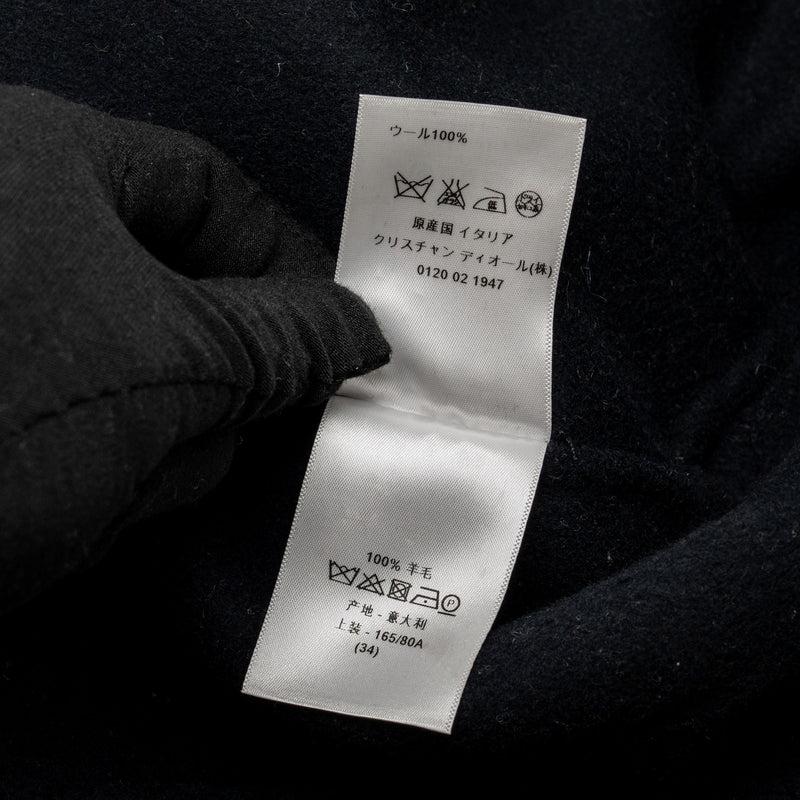 ウール100%
低
原産国 イタリア
クリスチャン ディオール(株)
0120 02 1947
100% 羊毛
P
产地 - 意大利
上装 - 165/80A
(34)